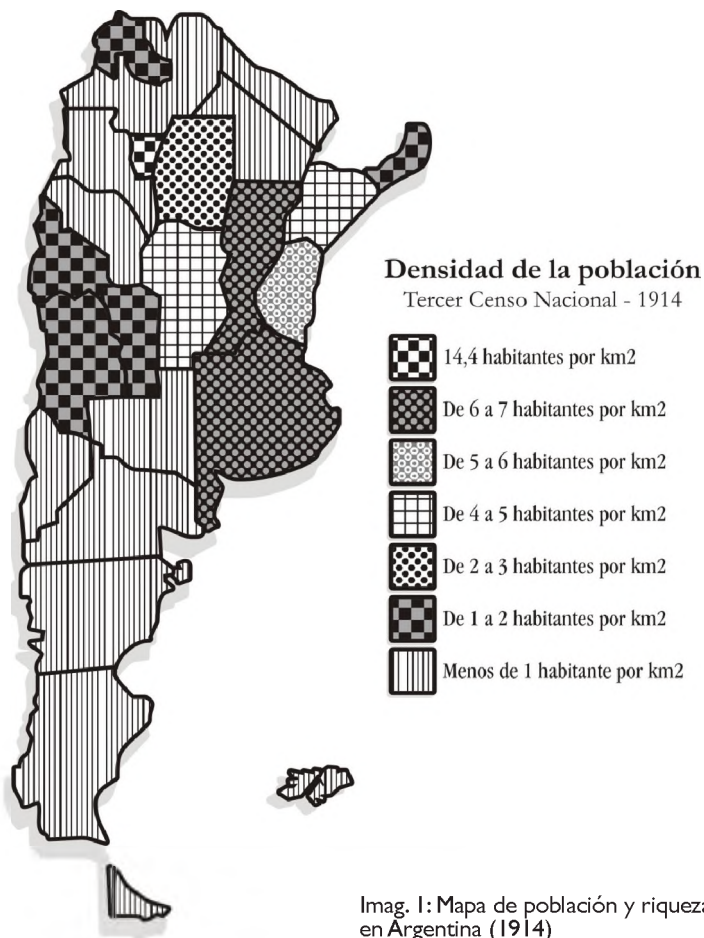 Densidad de la población
Tercer Censo Nacional - 1914
14,4 habitantes por km2
De 6 a 7 habitantes por km2
De 5 a 6 habitantes por km2
De 4 a 5 habitantes por km2
De 2 a 3 habitantes por km2
De 1 a 2 habitantes por km2
Menos de 1 habitante por km2
Imag. 1: Mapa de población y riqueza
en Argentina (1914)